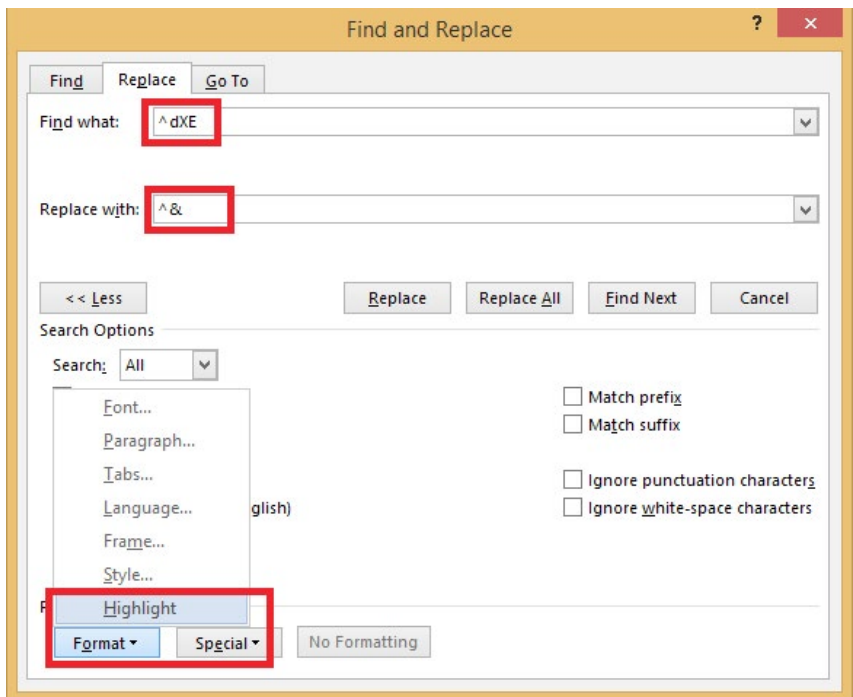 Find and Replace ? ×
Find Replace Go To
Find what: ^dXE
Replace with: ^&
<< Less Replace Replace All Find Next Cancel
Search Options
Search: All
Font...
Paragraph...
Tabs...
Language...
Frame...
Style...
Highlight
glish)
Match prefix
Match suffix
Ignore punctuation characters
Ignore white-space characters
Format Special No Formatting